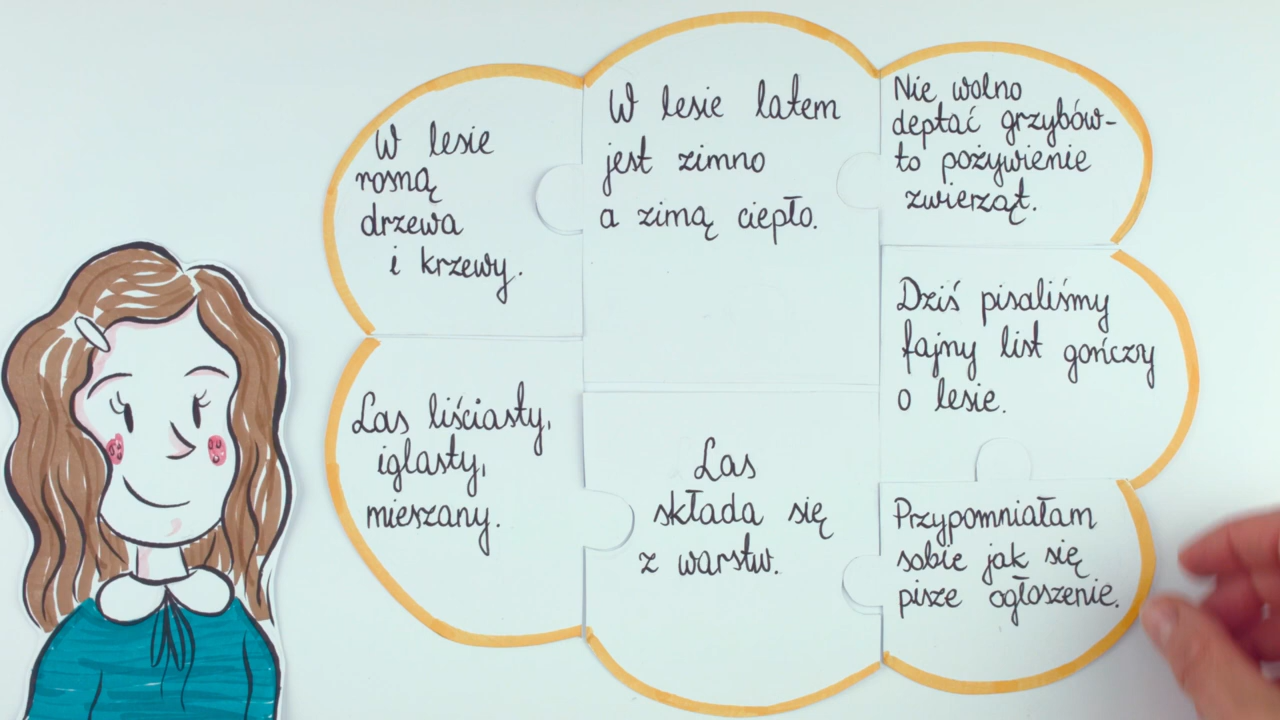 W lesie
rosną
drzewa
i krzewy.
W lesie latem
jest zimno
a zimą ciepło.
Nie wolno
deptać grzybów-
to pożywienie
zwierząt.
Las liściasty,
iglasty,
mieszany.
Las
składa się
z warstw.
Dziś pisaliśmy
fajny list gończy
o lesie.
Przypomniałam
sobie jak się
pisze ogłoszenie.